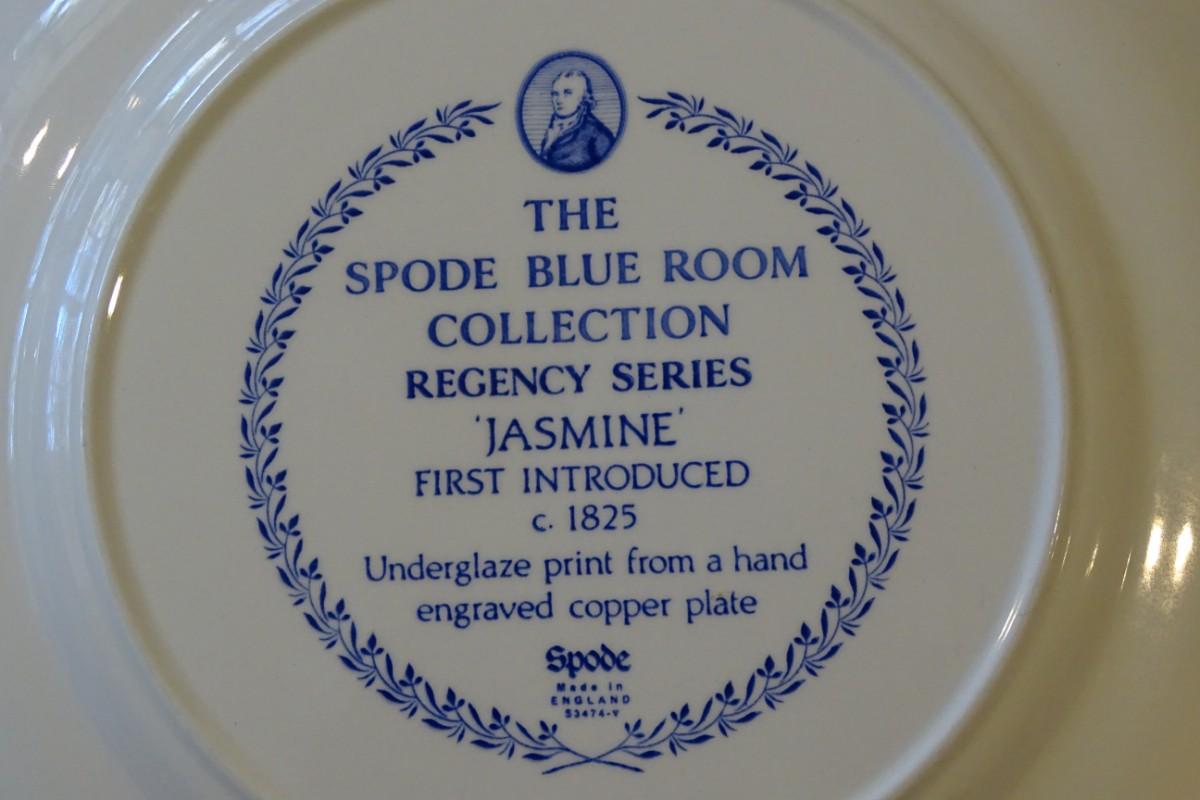 THE
SPODE BLUE ROOM
COLLECTION
REGENCY SERIES
'JASMINE'
FIRST INTRODUCED
c. 1825
Underglaze print from a hand
engraved copper plate
Spode
Made in
ENGLAND
S3474-Y